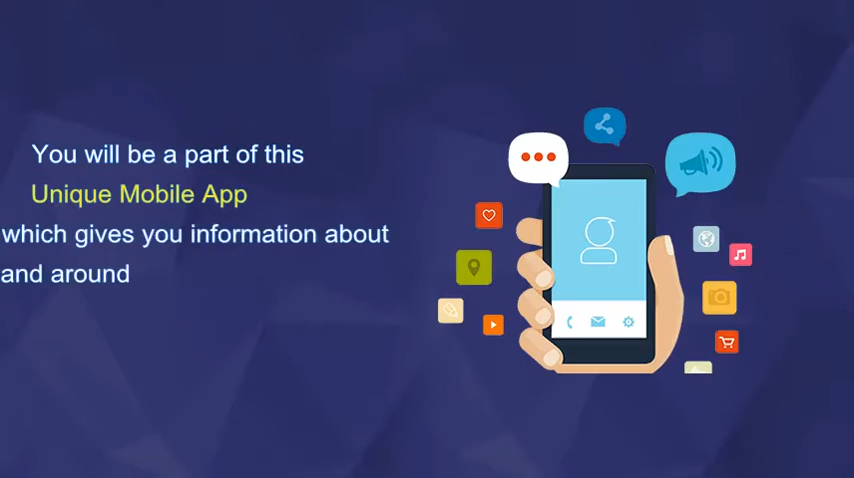 You will be a part of this
Unique Mobile App
which gives you information about
and around